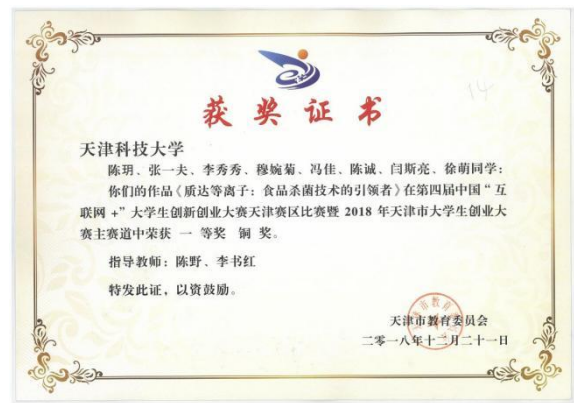 14
获奖证书
天津科技大学
陈玥、张一夫、李秀秀、穆婉菊、冯佳、陈诚、闫斯亮、徐萌同学：
你们的作品《质达等离子：食品杀菌技术的引领者》在第四届中国“互
联网 +”大学生创新创业大赛天津赛区比赛暨 2018 年天津市大学生创业大
赛主赛道中荣获 一 等奖 铜 奖。
指导教师：陈野、李书红
特发此证，以资鼓励。
天津市教育委员会
二零一八年十二月二十一日